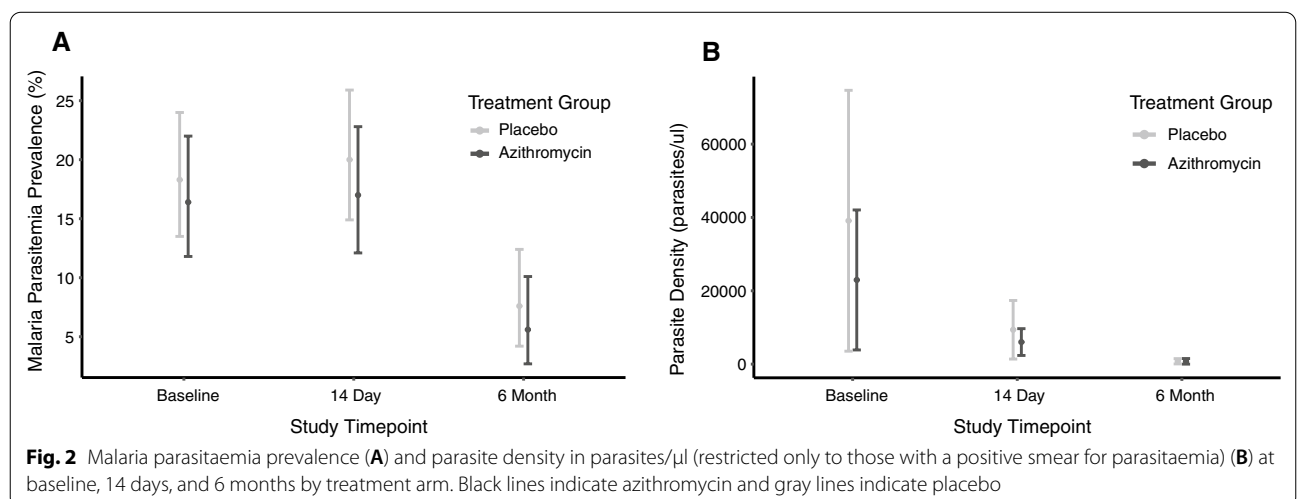 A
Malaria Parasitemia Prevalence (%)
25
20
15
10
5
Treatment Group
Placebo
Azithromycin
Baseline
14 Day
6 Month
Study Timepoint
B
Parasite Density (parasites/ul)
60000
40000
20000
0
Treatment Group
Placebo
Azithromycin
Baseline
14 Day
6 Month
Study Timepoint
Fig. 2 Malaria parasitaemia prevalence (A) and parasite density in parasites/µl (restricted only to those with a positive smear for parasitaemia) (B) at
baseline, 14 days, and 6 months by treatment arm. Black lines indicate azithromycin and gray lines indicate placebo